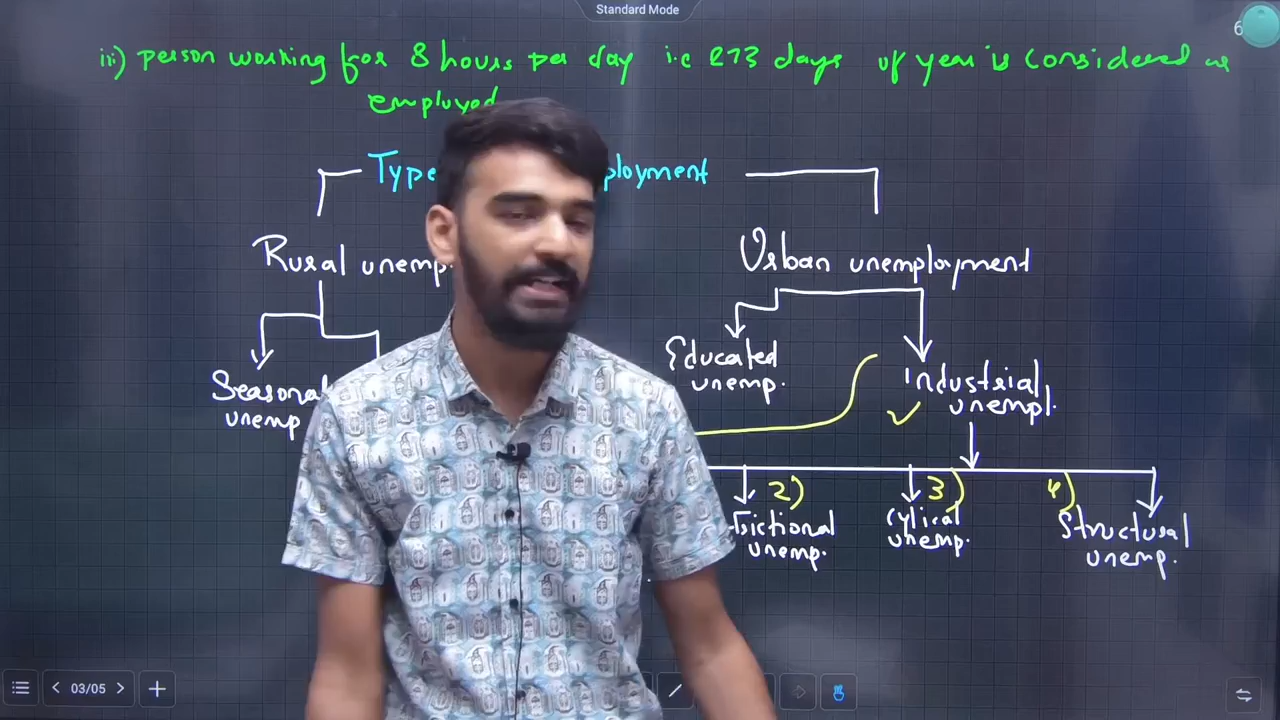 Standard Mode
6
iii) person working for 8 hours per day i.e 273 days of year is considered as
employed
Type ployment
Rural unemp.
Urban unemployment
Seasonal
unemp
Educated
unemp.
industrial
unempl.
2) 3) 4)
frictional
unemp.
cylical
unemp.
Structural
unemp.
03/05